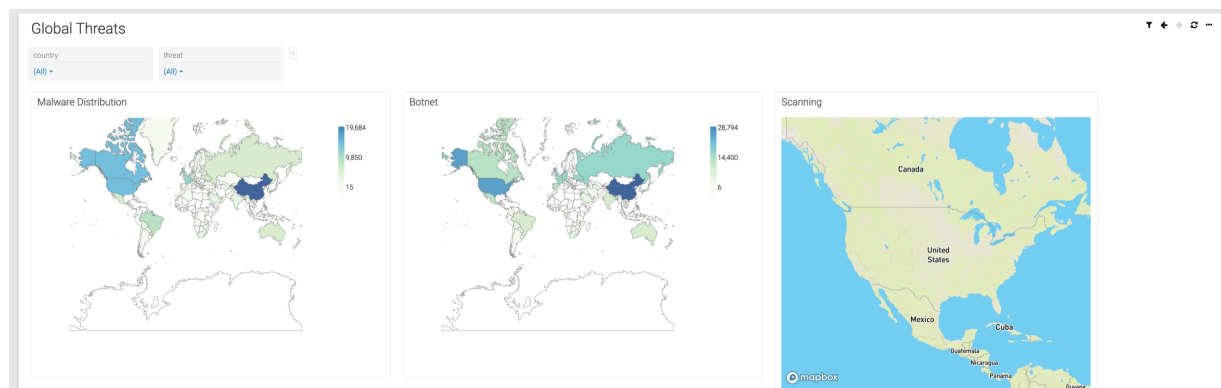 Global Threats
country
(All)
threat
(All)
Malware Distribution
19,684
9,850
15
Botnet
28,794
14,400
6
Scanning
Canada
United
States
Mexico
Cuba
Guatemala
Nicaragua
Panama
Guyana
mapbox